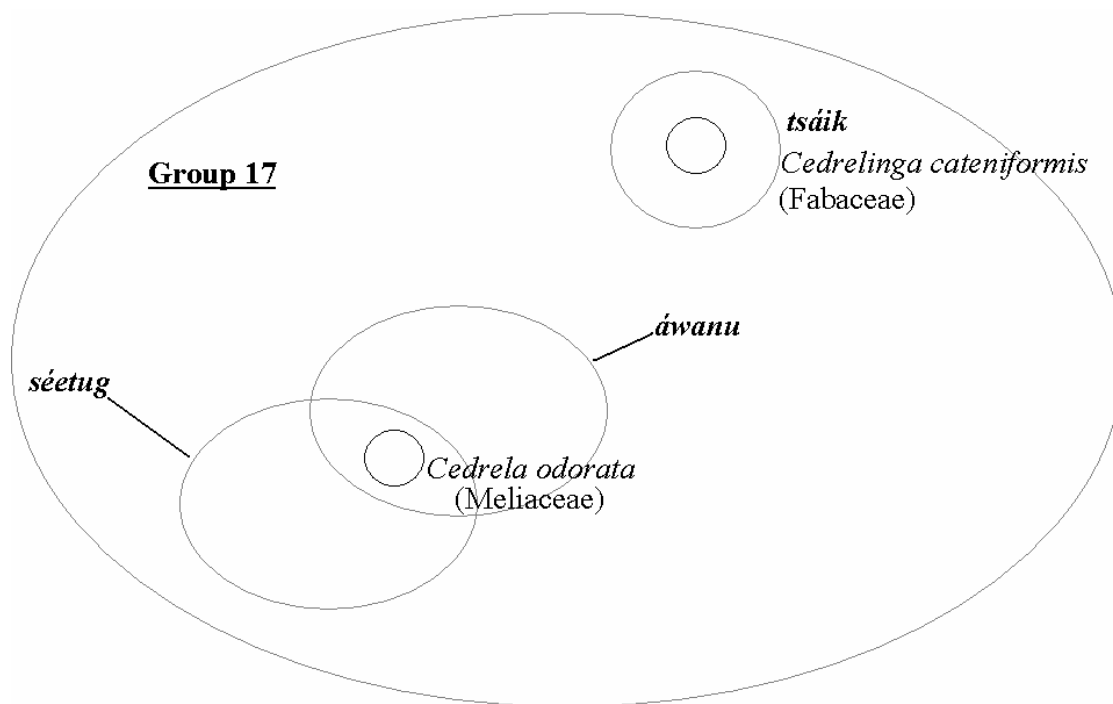 tsáik
Group 17
Cedrelinga cateniformis
(Fabaceae)
áwanu
séetug
Cedrela odorata
(Meliaceae)